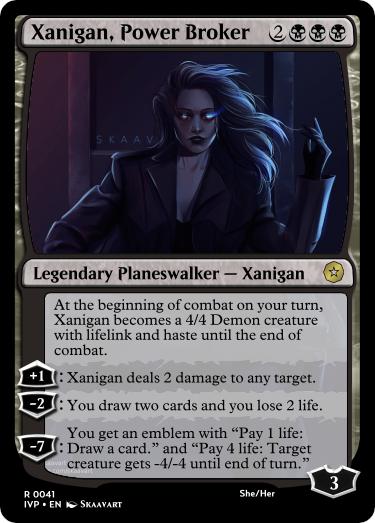 Xanigan, Power Broker 2
SKAAV
Legendary Planeswalker — Xanigan
At the beginning of combat on your turn,
Xanigan becomes a 4/4 Demon creature
with lifelink and haste until the end of
combat.
+1: Xanigan deals 2 damage to any target.
-2: You draw two cards and you lose 2 life.
You get an emblem with “Pay 1 life:
-7: Draw a card.” and “Pay 4 life: Target
creature gets -4/-4 until end of turn.”
3
R 0041
She/Her
IVP • EN SKAAVART